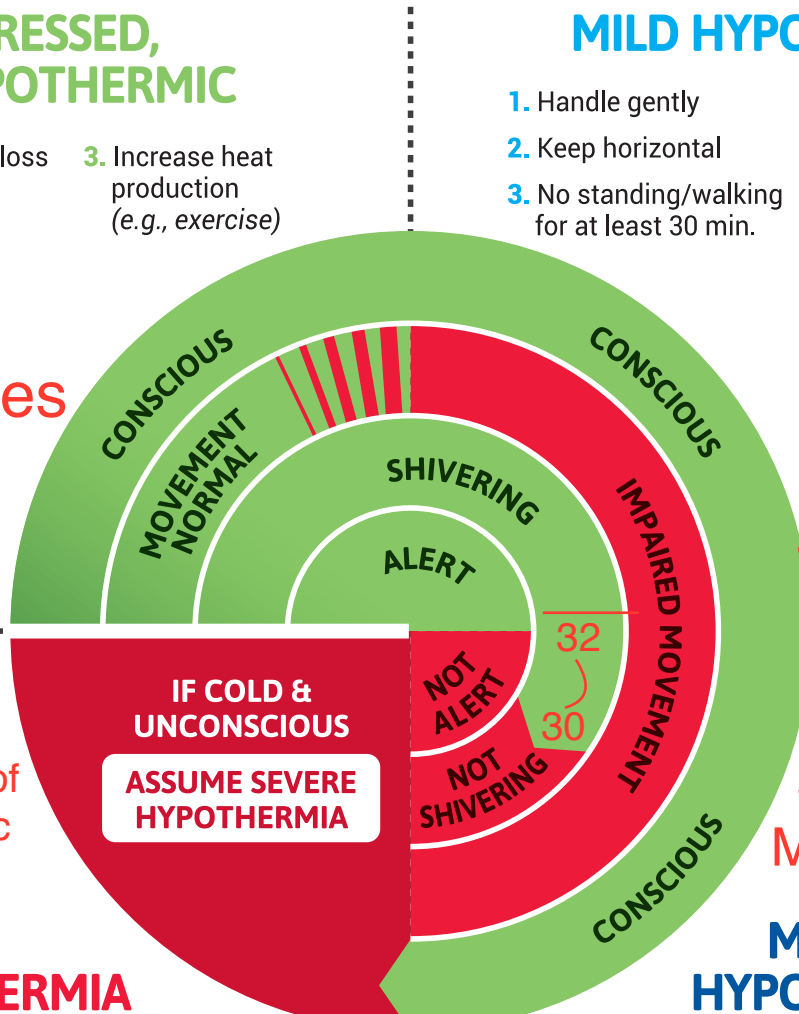 RESSED,
POTHERMIC
loss
3. Increase heat
production
(e.g., exercise)
MILD HYPO
1. Handle gently
2. Keep horizontal
3. No standing/walking
for at least 30 min.
es
CONSCIOUS
MOVEMENT
NORMAL
SHIVERING
ALERT
CONSCIOUS
IMPAIRED MOVEMENT
32
30
NOT
ALERT
NOT
SHIVERING
CONSCIOUS
IF COLD &
UNCONSCIOUS
ASSUME SEVERE
HYPOTHERMIA
of
c
M
ERMIA
M
HYPO